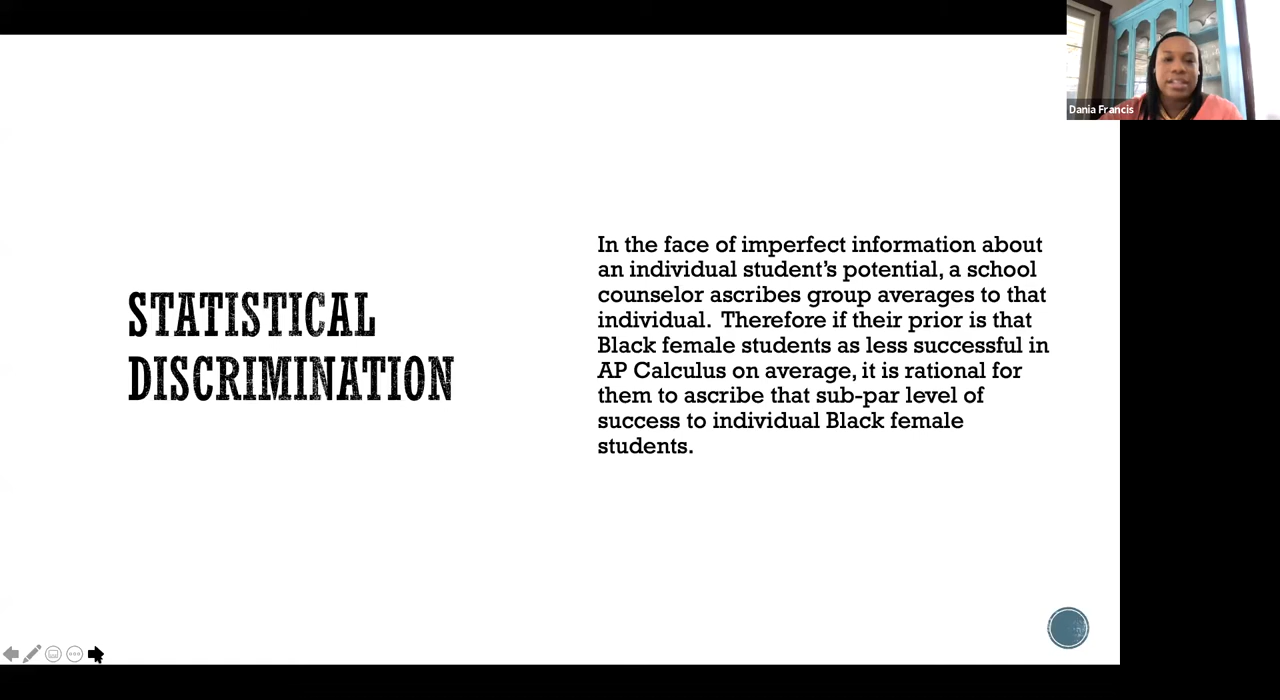 Dania Francis
STATISTICAL
DISCRIMINATION
In the face of imperfect information about
an individual student’s potential, a school
counselor ascribes group averages to that
individual.  Therefore if their prior is that
Black female students as less successful in
AP Calculus on average, it is rational for
them to ascribe that sub-par level of
success to individual Black female
students.